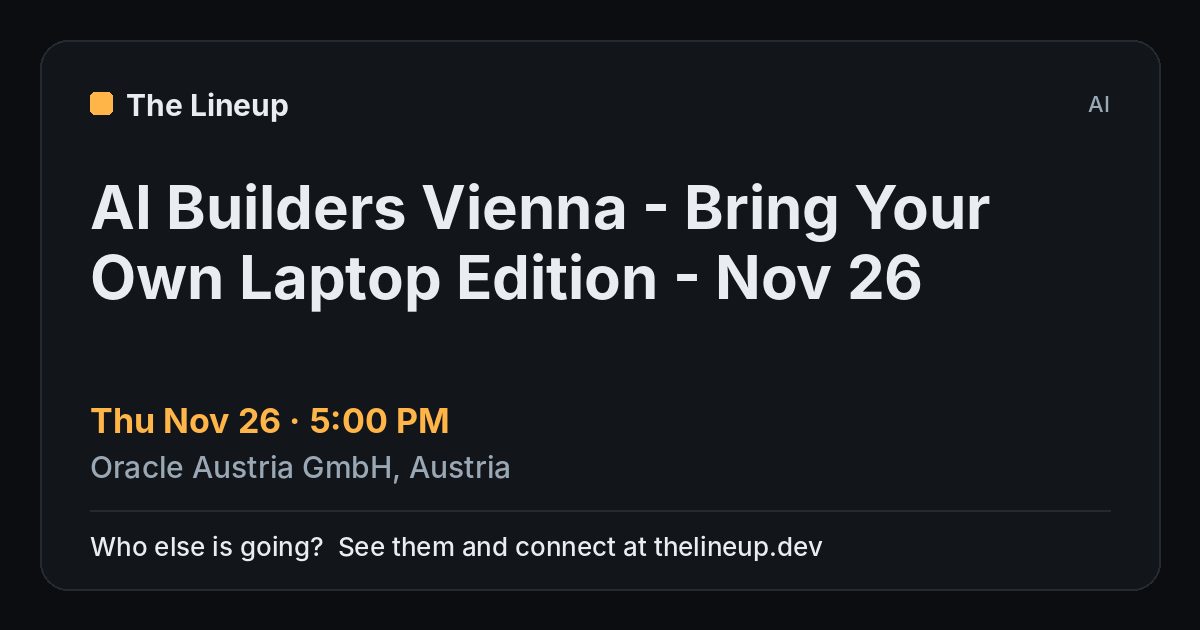 The Lineup
AI
AI Builders Vienna - Bring Your
Own Laptop Edition - Nov 26
Thu Nov 26 · 5:00 PM
Oracle Austria GmbH, Austria
Who else is going?  See them and connect at thelineup.dev